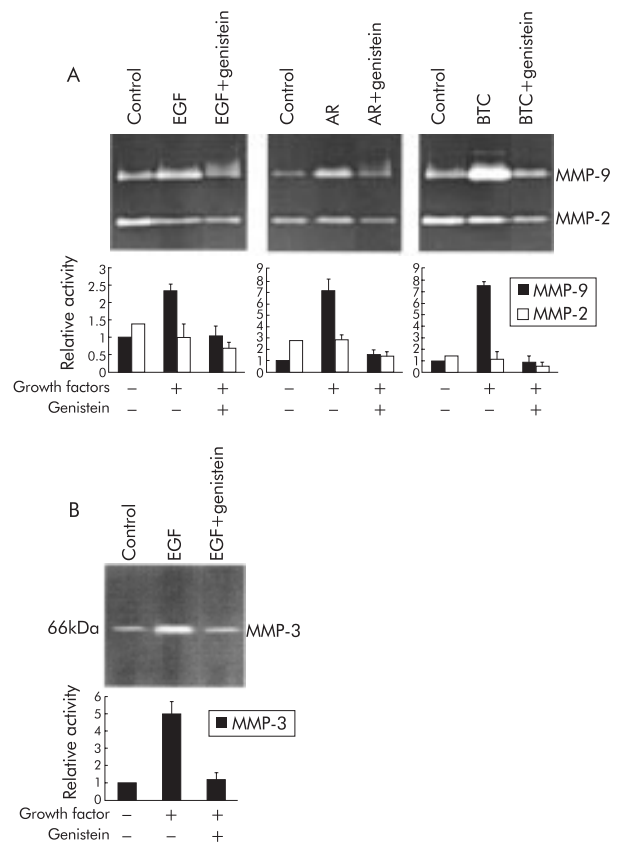 A
Control
EGF
EGF+genistein
Control
AR
AR+genistein
Control
BTC
BTC+genistein
MMP-9
MMP-2
Relative activity
3
2.5
2
1.5
1
0.5
9
8
7
6
5
4
3
2
1
0
9
8
7
6
5
4
3
2
1
0
MMP-9
MMP-2
Growth factors − + + − + + − + +
Genistein − − + − − + − − +
B
Control
EGF
EGF+genistein
66kDa
MMP-3
Relative activity
6
5
4
3
2
1
0
MMP-3
Growth factor − + +
Genistein − − +